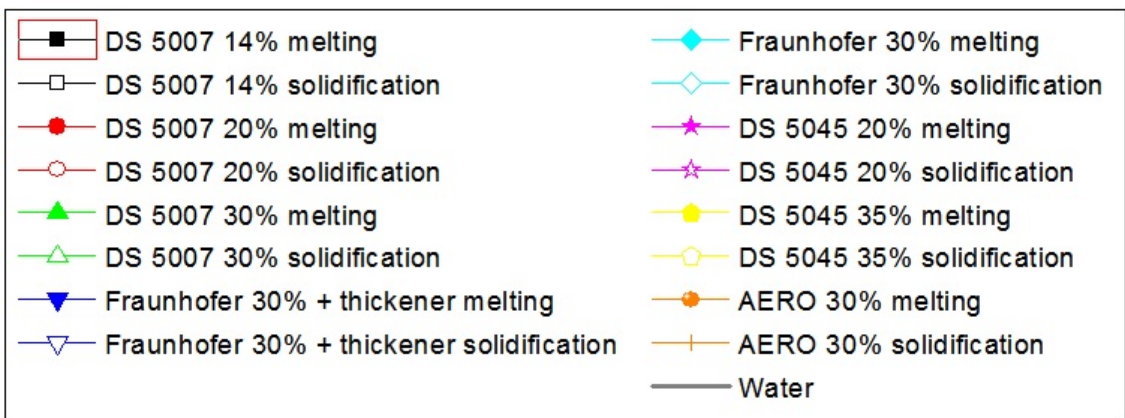 DS 5007 14% melting
DS 5007 14% solidification
DS 5007 20% melting
DS 5007 20% solidification
DS 5007 30% melting
DS 5007 30% solidification
Fraunhofer 30% + thickener melting
Fraunhofer 30% + thickener solidification
Fraunhofer 30% melting
Fraunhofer 30% solidification
DS 5045 20% melting
DS 5045 20% solidification
DS 5045 35% melting
DS 5045 35% solidification
AERO 30% melting
AERO 30% solidification
Water